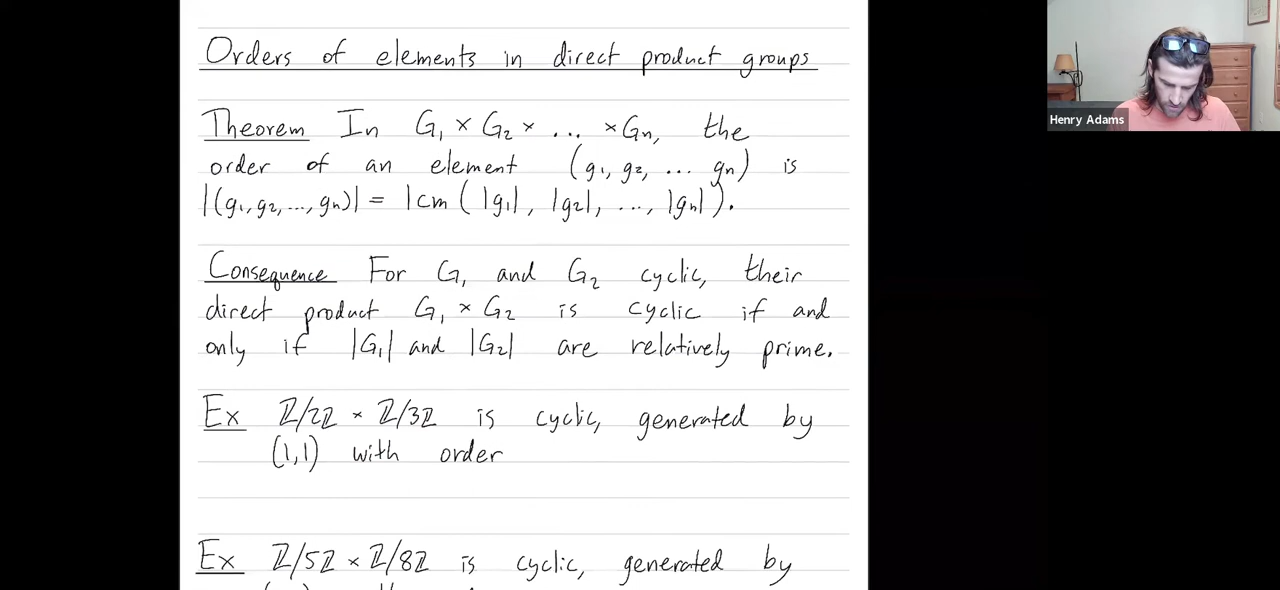 Orders of elements in direct product groups
Theorem In G₁ × G₂ × ... × Gn, the
order of an element (g₁, g₂, ... gn) is
|(g₁, g₂, ..., gn)| = lcm(|g₁|, |g₂|, ..., |gn|).
Consequence For G₁ and G₂ cyclic, their
direct product G₁ × G₂ is cyclic if and
only if |G₁| and |G₂| are relatively prime.
Ex ℤ/2ℤ × ℤ/3ℤ is cyclic, generated by
(1,1) with order
Ex ℤ/5ℤ × ℤ/8ℤ is cyclic, generated by
Henry Adams